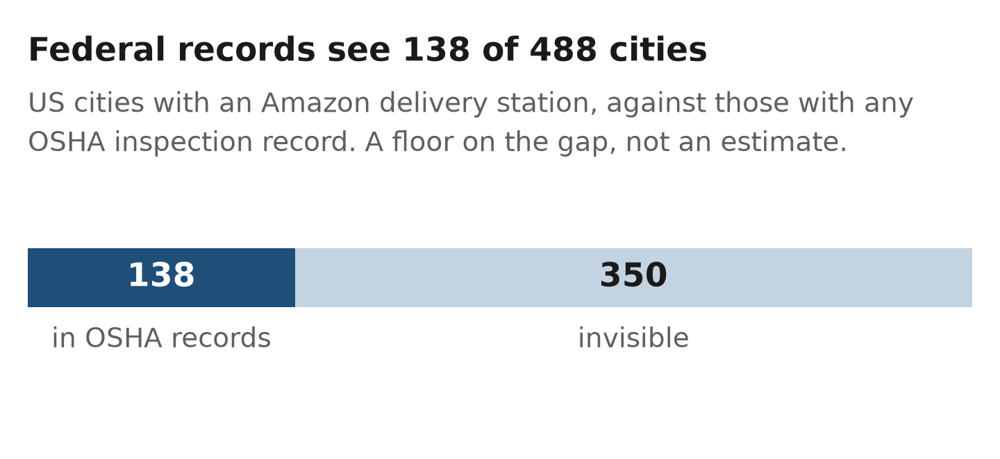 Federal records see 138 of 488 cities
US cities with an Amazon delivery station, against those with any
OSHA inspection record. A floor on the gap, not an estimate.
138
350
in OSHA records
invisible